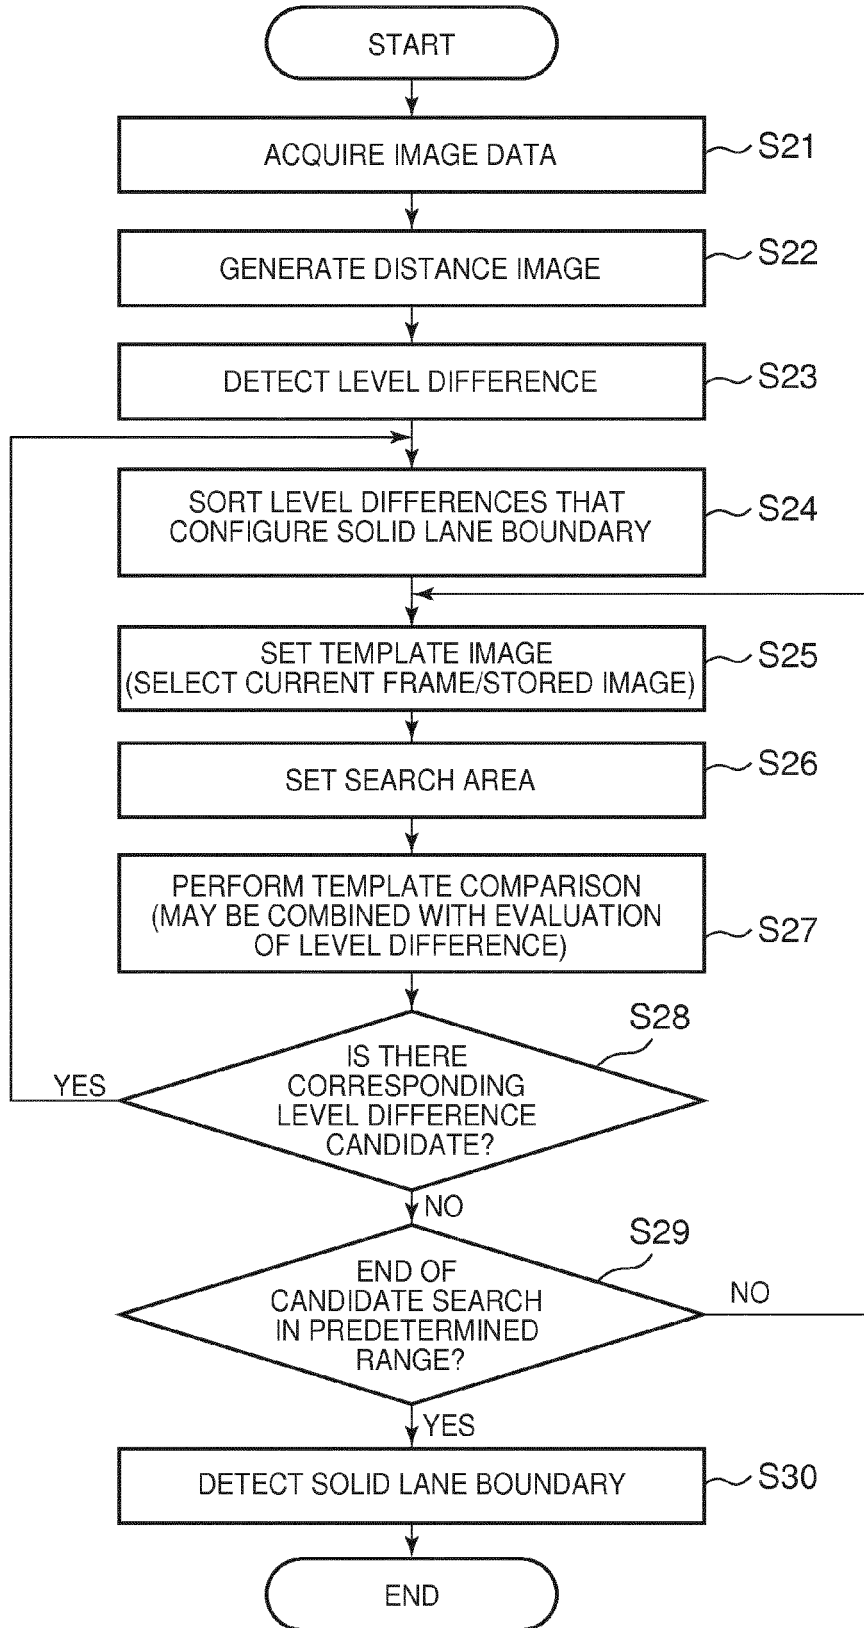 START
ACQUIRE IMAGE DATA
S21
GENERATE DISTANCE IMAGE
S22
DETECT LEVEL DIFFERENCE
S23
SORT LEVEL DIFFERENCES THAT
CONFIGURE SOLID LANE BOUNDARY
S24
SET TEMPLATE IMAGE
(SELECT CURRENT FRAME/STORED IMAGE)
S25
SET SEARCH AREA
S26
PERFORM TEMPLATE COMPARISON
(MAY BE COMBINED WITH EVALUATION
OF LEVEL DIFFERENCE)
S27
S28
IS THERE
CORRESPONDING
LEVEL DIFFERENCE
CANDIDATE?
YES
NO
S29
END OF
CANDIDATE SEARCH
IN PREDETERMINED
RANGE?
NO
YES
DETECT SOLID LANE BOUNDARY
S30
END